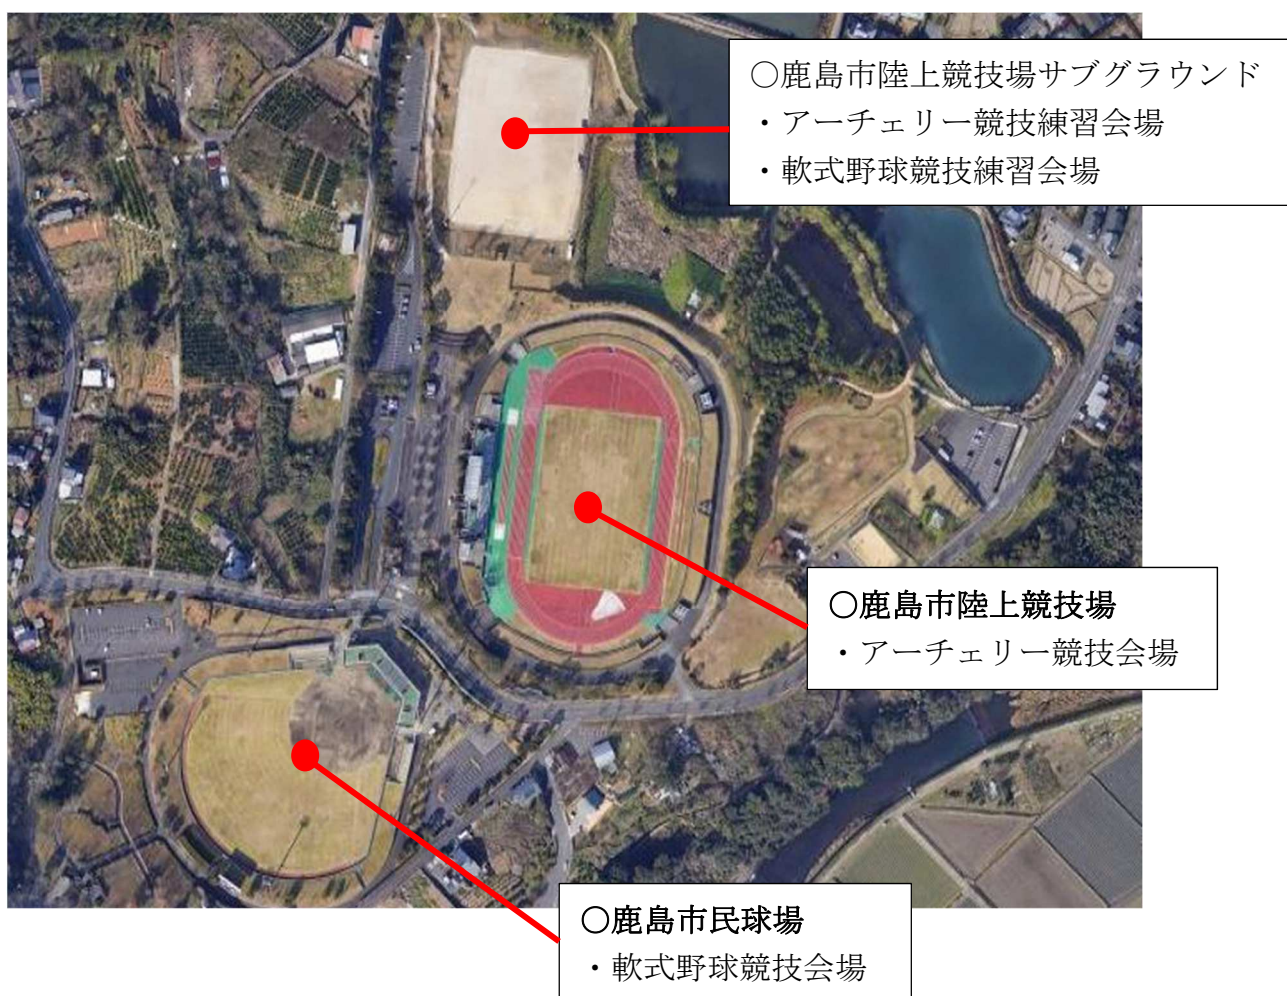 ○鹿島市陸上競技場サブグラウンド
・アーチェリー競技練習会場
・軟式野球競技練習会場
○鹿島市陸上競技場
・アーチェリー競技会場
○鹿島市民球場
・軟式野球競技会場